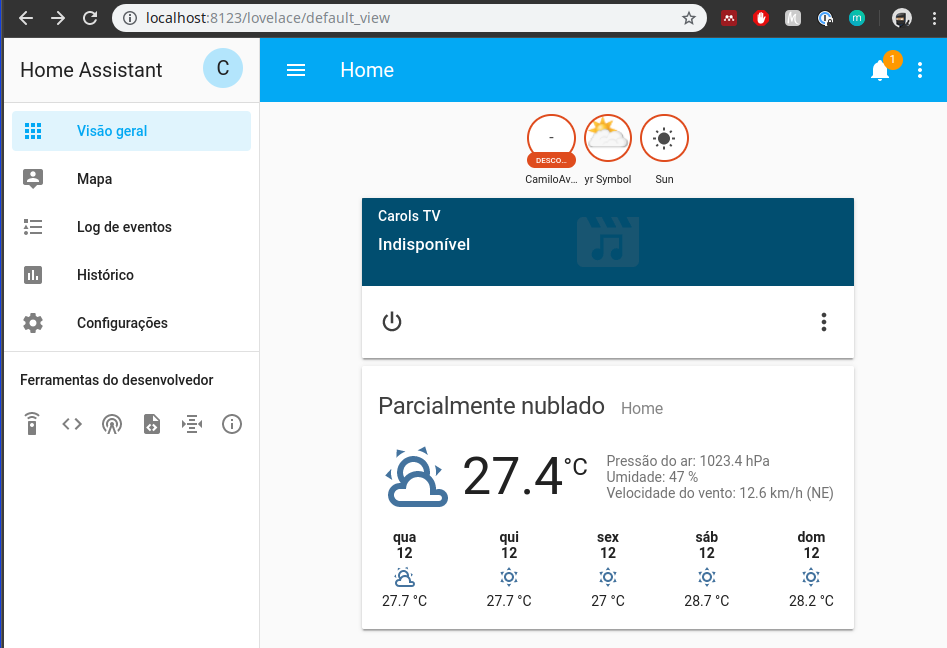 localhost:8123/lovelace/default_view
Home Assistant
C
Home
1
Visão geral
Mapa
Log de eventos
Histórico
Configurações
Ferramentas do desenvolvedor
-
DESCO...
CamiloAv...
yr Symbol
Sun
Carols TV
Indisponível
Parcialmente nublado Home
27.4 °C
Pressão do ar: 1023.4 hPa
Umidade: 47 %
Velocidade do vento: 12.6 km/h (NE)
qua qui sex sáb dom
12 12 12 12 12
27.7 °C 27.7 °C 27 °C 28.7 °C 28.2 °C